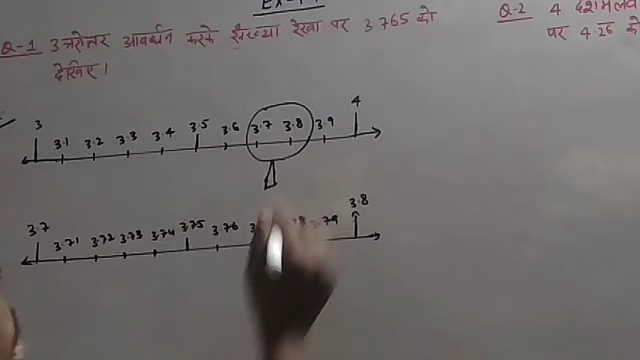 Q-1 उत्तरोत्तर आवर्धन करके संख्या रेखा पर 3 765 को
देखिए।
Q-2 4
पर 4 26 को
3 3.1 3.2 3.3 3.4 3.5 3.6 3.7 3.8 3.9 4
3.7 3.71 3.72 3.73 3.74 3.75 3.76 3.79 3.8